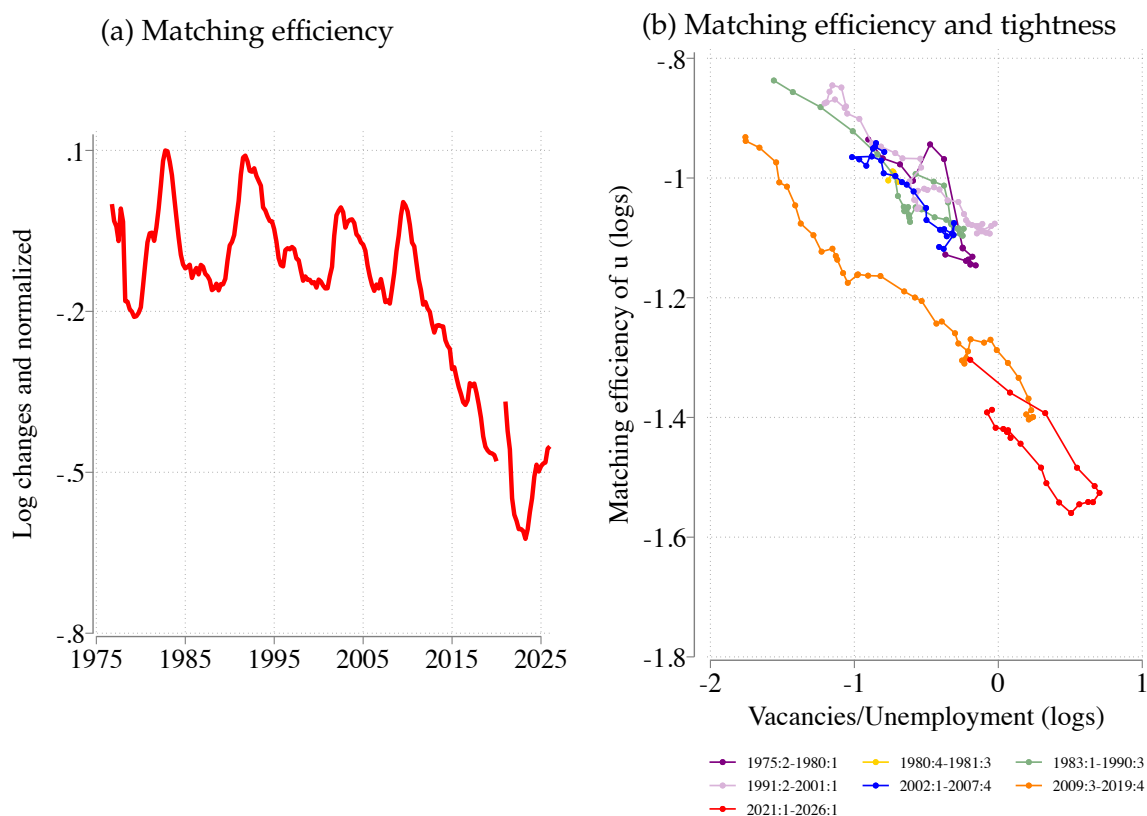 (a) Matching efficiency
Log changes and normalized
.1
-.2
-.5
-.8
1975 1985 1995 2005 2015 2025
(b) Matching efficiency and tightness
Matching efficiency of u (logs)
-.8
-1
-1.2
-1.4
-1.6
-1.8
-2 -1 0 1
Vacancies/Unemployment (logs)
1975:2-1980:1 1980:4-1981:3 1983:1-1990:3
1991:2-2001:1 2002:1-2007:4 2009:3-2019:4
2021:1-2026:1